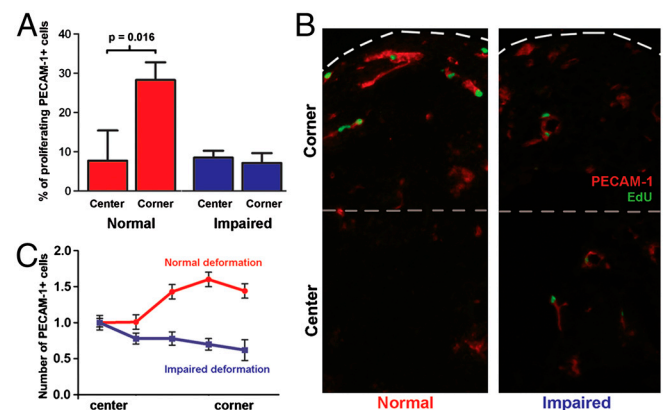 A
p = 0.016
% of proliferating PECAM-1+ cells
40
30
20
10
0
Center
Corner
Center
Corner
Normal
Impaired
B
Corner
Center
PECAM-1
EdU
Normal
Impaired
C
Number of PECAM-1+ cells
2.0
1.5
1.0
0.5
0.0
Normal deformation
Impaired deformation
center
corner